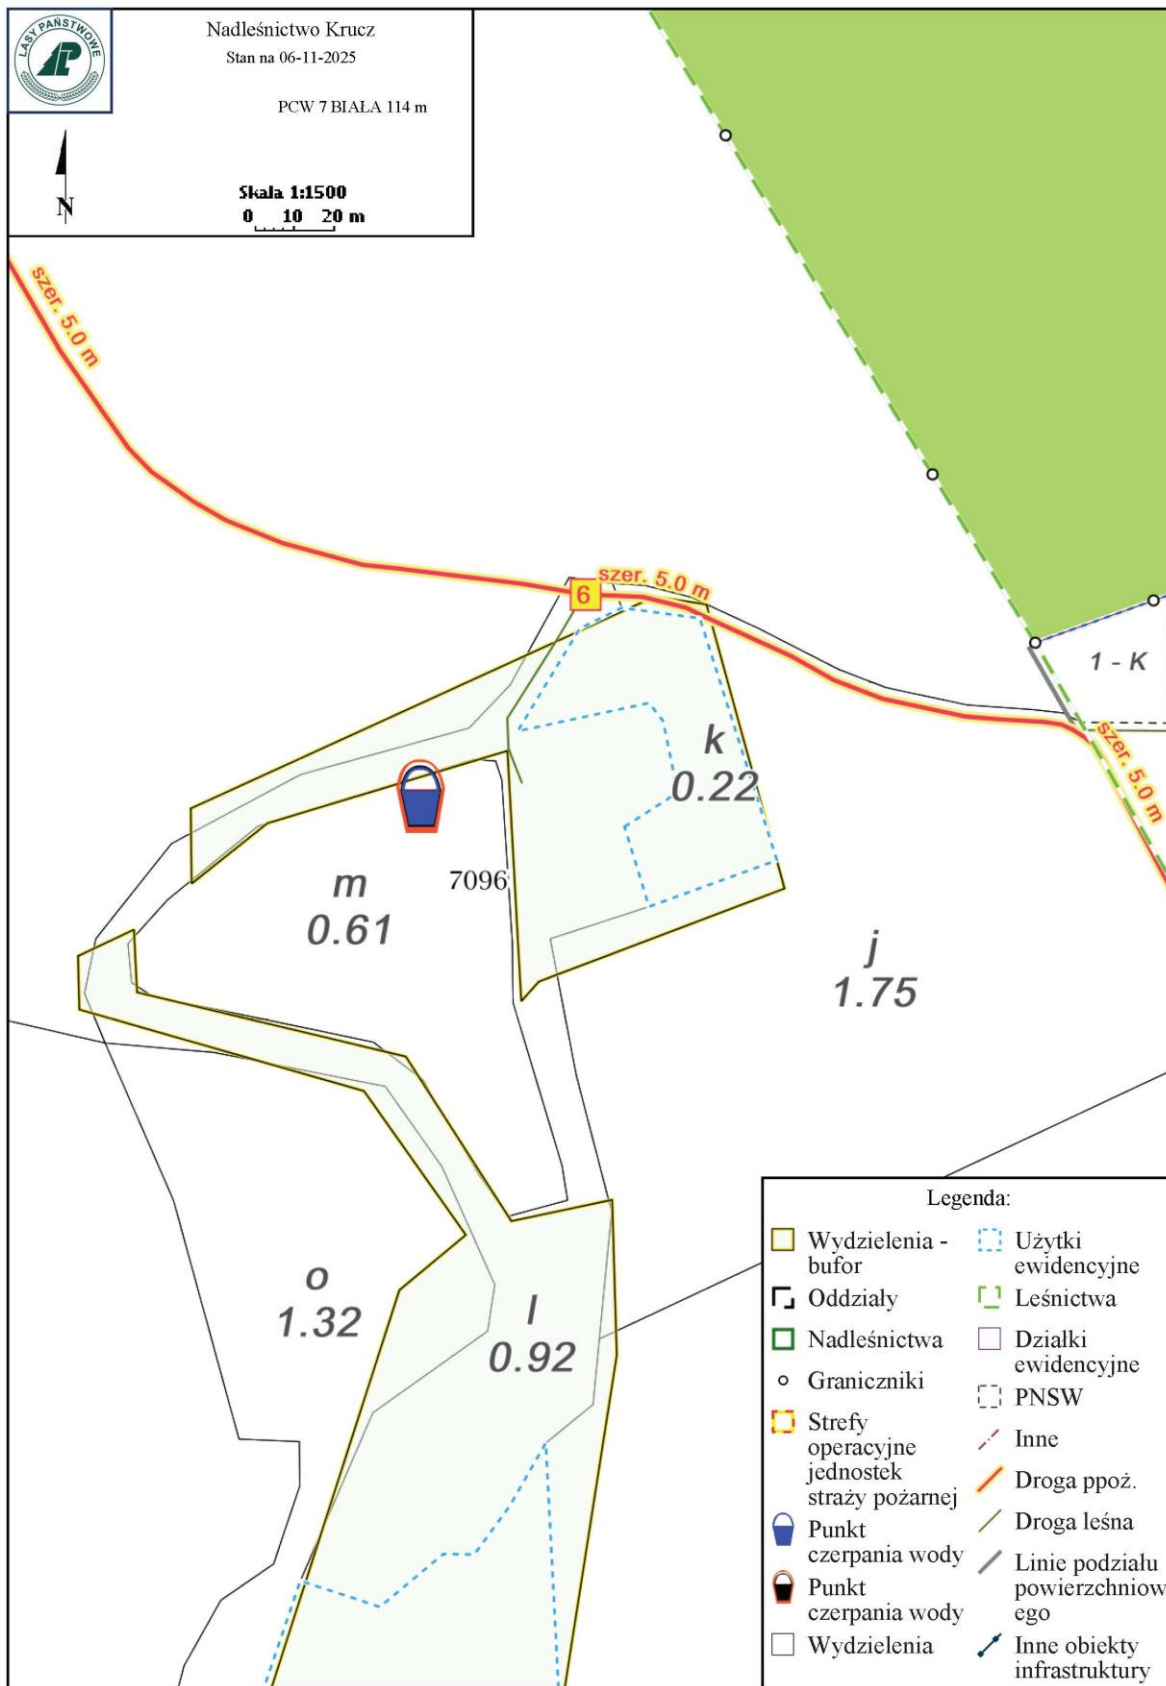 LASY PAŃSTWOWE
Nadleśnictwo Krucz
Stan na 06-11-2025
PCW 7 BIAŁA 114 m
N
Skala 1:1500
0 10 20 m
szer. 5.0 m
6
szer. 5.0 m
1 - K
szer. 5.0 m
k
0.22
m
0.61
7096
j
1.75
o
1.32
l
0.92
Legenda:
Wydzielenia -
bufor
Oddziały
Nadleśnictwa
Graniczniki
Strefy
operacyjne
jednostek
straży pożarnej
Punkt
czerpania wody
Punkt
czerpania wody
Wydzielenia
Użytki
ewidencyjne
Leśnictwa
Działki
ewidencyjne
PNSW
Inne
Droga ppoż.
Droga leśna
Linie podziału
powierzchniow
ego
Inne obiekty
infrastruktury